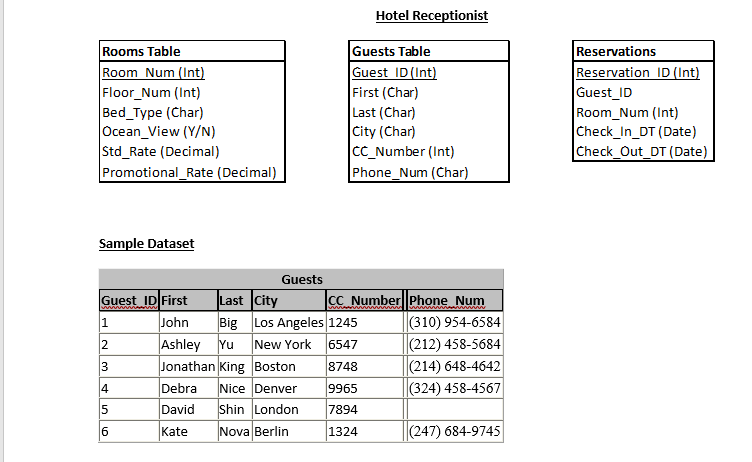 Hotel Receptionist
Rooms Table
Room_Num (Int)
Floor_Num (Int)
Bed_Type (Char)
Ocean_View (Y/N)
Std_Rate (Decimal)
Promotional_Rate (Decimal)
Guests Table
Guest_ID (Int)
First (Char)
Last (Char)
City (Char)
CC_Number (Int)
Phone_Num (Char)
Reservations
Reservation_ID (Int)
Guest_ID
Room_Num (Int)
Check_In_DT (Date)
Check_Out_DT (Date)
Sample Dataset
Guests
Guest_ID First Last City CC_Number Phone_Num
1 John Big Los Angeles 1245 (310) 954-6584
2 Ashley Yu New York 6547 (212) 458-5684
3 Jonathan King Boston 8748 (214) 648-4642
4 Debra Nice Denver 9965 (324) 458-4567
5 David Shin London 7894
6 Kate Nova Berlin 1324 (247) 684-9745